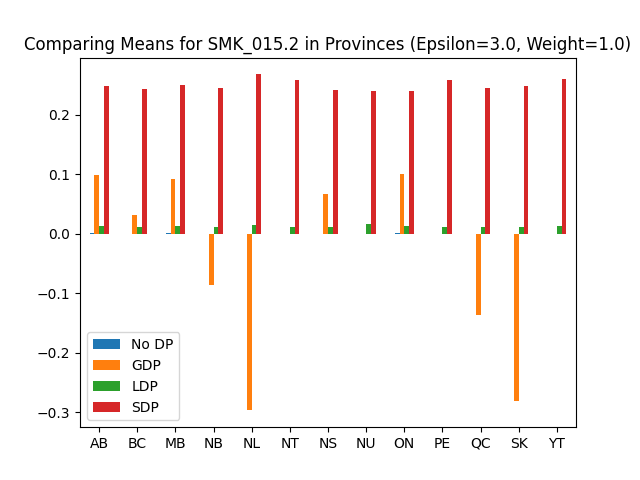 Comparing Means for SMK_015.2 in Provinces (Epsilon=3.0, Weight=1.0)
0.2
0.1
0.0
−0.1
−0.2
−0.3
No DP
GDP
LDP
SDP
AB BC MB NB NL NT NS NU ON PE QC SK YT